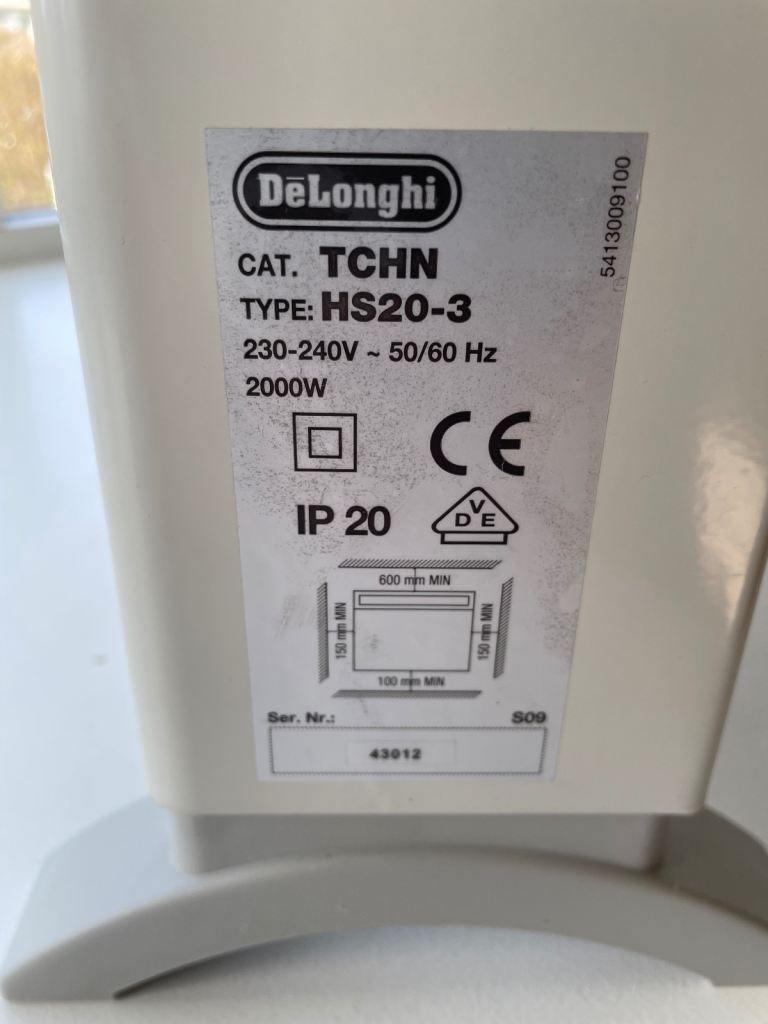 DēLonghi
5413009100
CAT. TCHN
TYPE: HS20-3
230-240V ~ 50/60 Hz
2000W
CE
IP 20
DVE
600 mm MIN
150 mm MIN
150 mm MIN
100 mm MIN
Ser. Nr.: S09
43012